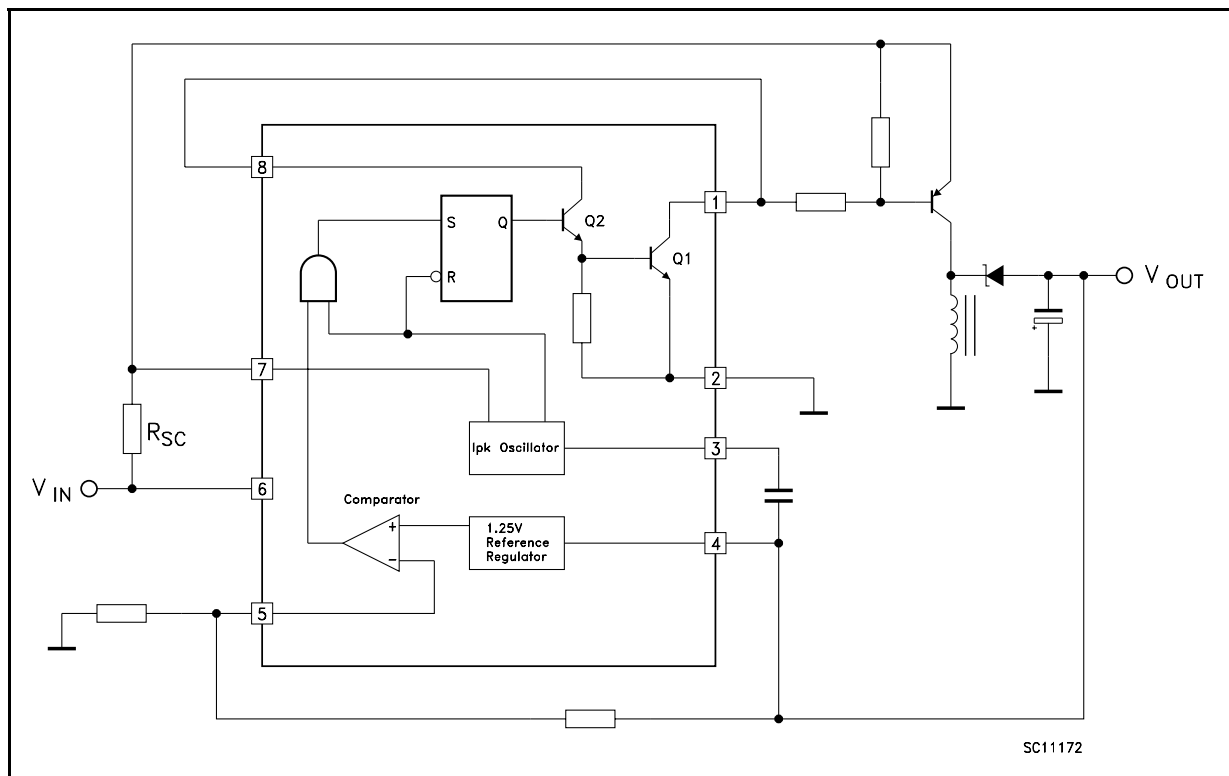 8
S
Q
Q2
1
R
Q1
7
2
RSC
Ipk Oscillator
3
VIN
6
Comparator
+
-
1.25V
Reference
Regulator
4
5
+
VOUT
SC11172